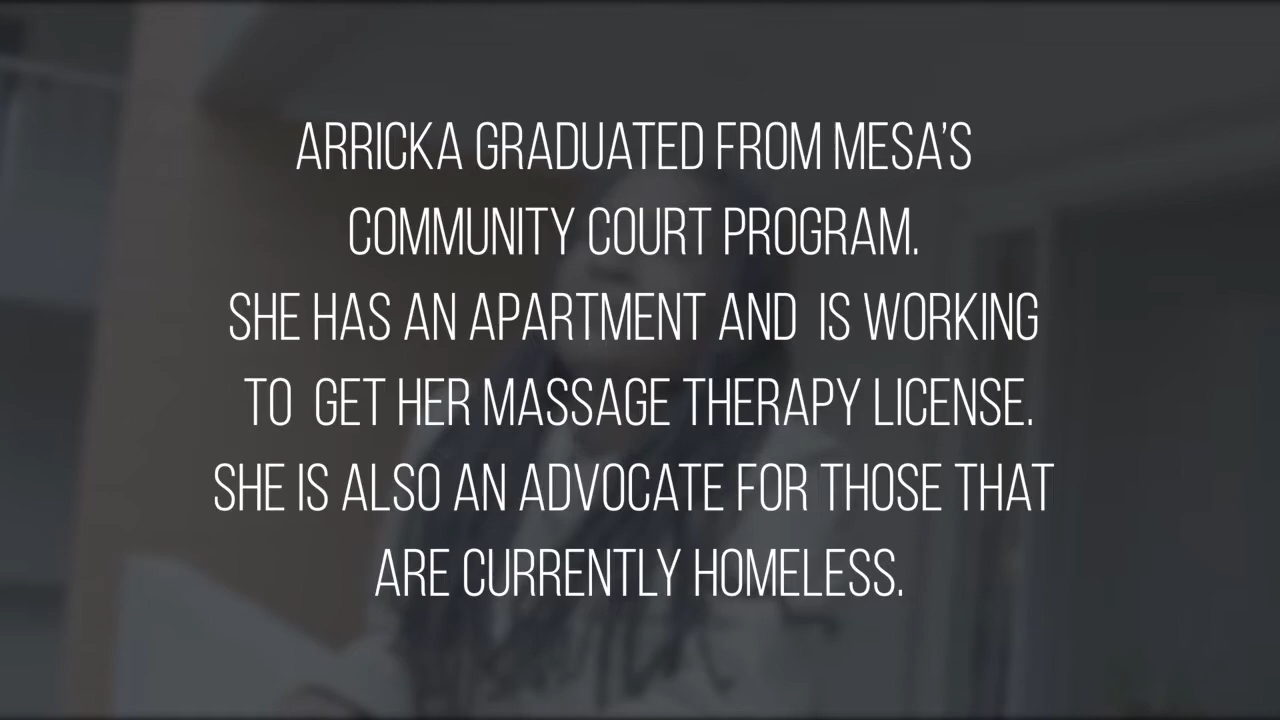 ARRICKA GRADUATED FROM MESA'S
COMMUNITY COURT PROGRAM.
SHE HAS AN APARTMENT AND IS WORKING
TO GET HER MASSAGE THERAPY LICENSE.
SHE IS ALSO AN ADVOCATE FOR THOSE THAT
ARE CURRENTLY HOMELESS.